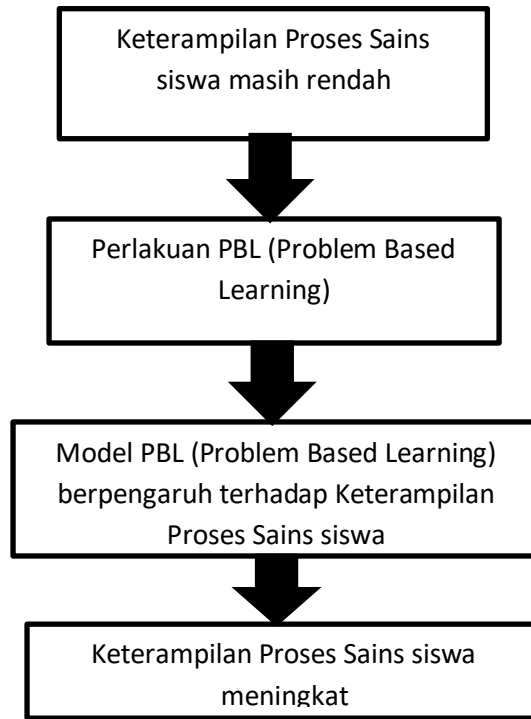 Keterampilan Proses Sains
siswa masih rendah
Perlakuan PBL (Problem Based
Learning)
Model PBL (Problem Based Learning)
berpengaruh terhadap Keterampilan
Proses Sains siswa
Keterampilan Proses Sains siswa
meningkat